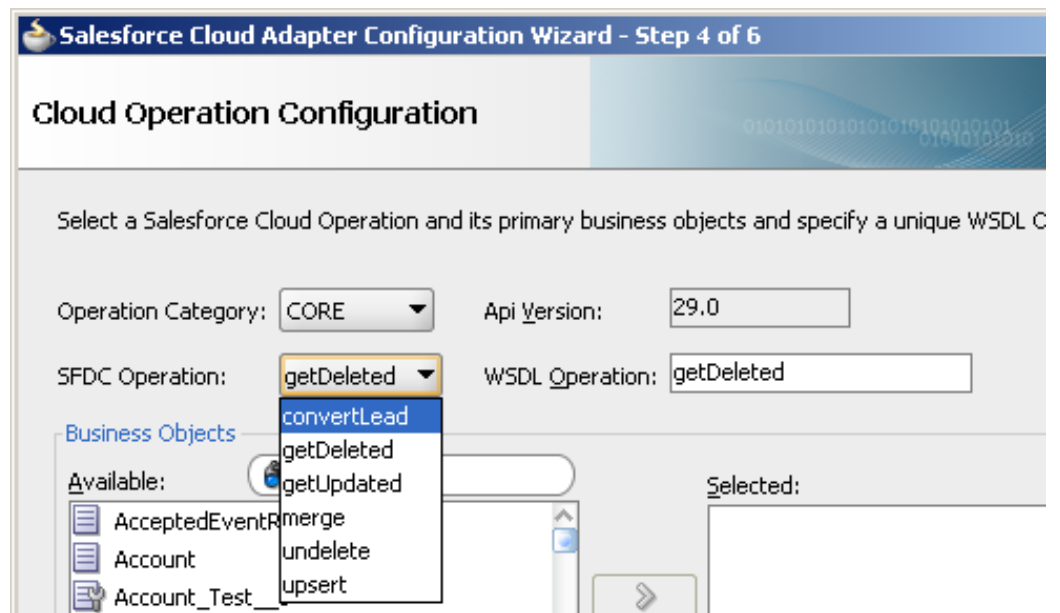 Salesforce Cloud Adapter Configuration Wizard - Step 4 of 6
Cloud Operation Configuration
010101010101010101010101
01010101010
Select a Salesforce Cloud Operation and its primary business objects and specify a unique WSDL
Operation Category: CORE Api Version: 29.0
SFDC Operation: getDeleted WSDL Operation: getDeleted
convertLead
Business Objects
getDeleted
Available: getUpdated Selected:
AcceptedEventR merge
Account undelete
Account_Test__ upsert